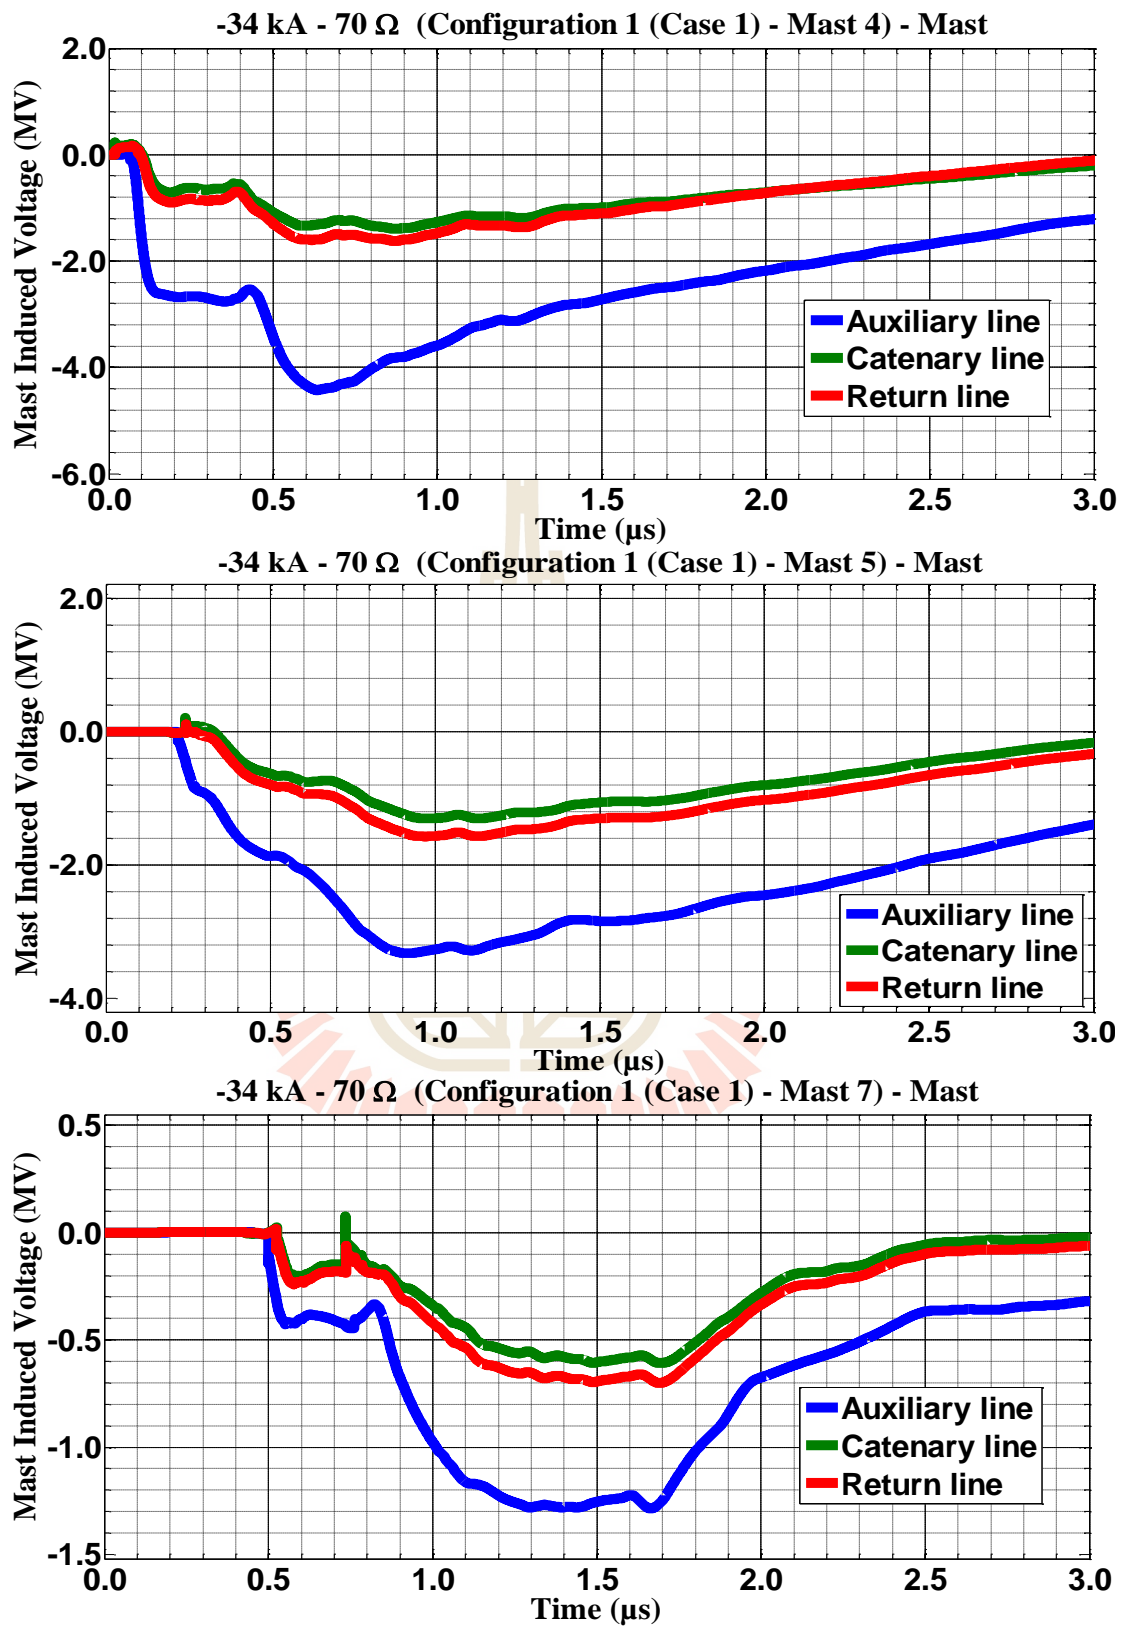 -34 kA - 70 Ω (Configuration 1 (Case 1) - Mast 4) - Mast
Mast Induced Voltage (MV)
2.0
0.0
-2.0
-4.0
-6.0
Auxiliary line
Catenary line
Return line
0.0 0.5 1.0 1.5 2.0 2.5 3.0
Time (µs)
-34 kA - 70 Ω (Configuration 1 (Case 1) - Mast 5) - Mast
Mast Induced Voltage (MV)
2.0
0.0
-2.0
-4.0
Auxiliary line
Catenary line
Return line
0.0 0.5 1.0 1.5 2.0 2.5 3.0
Time (µs)
-34 kA - 70 Ω (Configuration 1 (Case 1) - Mast 7) - Mast
Mast Induced Voltage (MV)
0.5
0.0
-0.5
-1.0
-1.5
Auxiliary line
Catenary line
Return line
0.0 0.5 1.0 1.5 2.0 2.5 3.0
Time (µs)